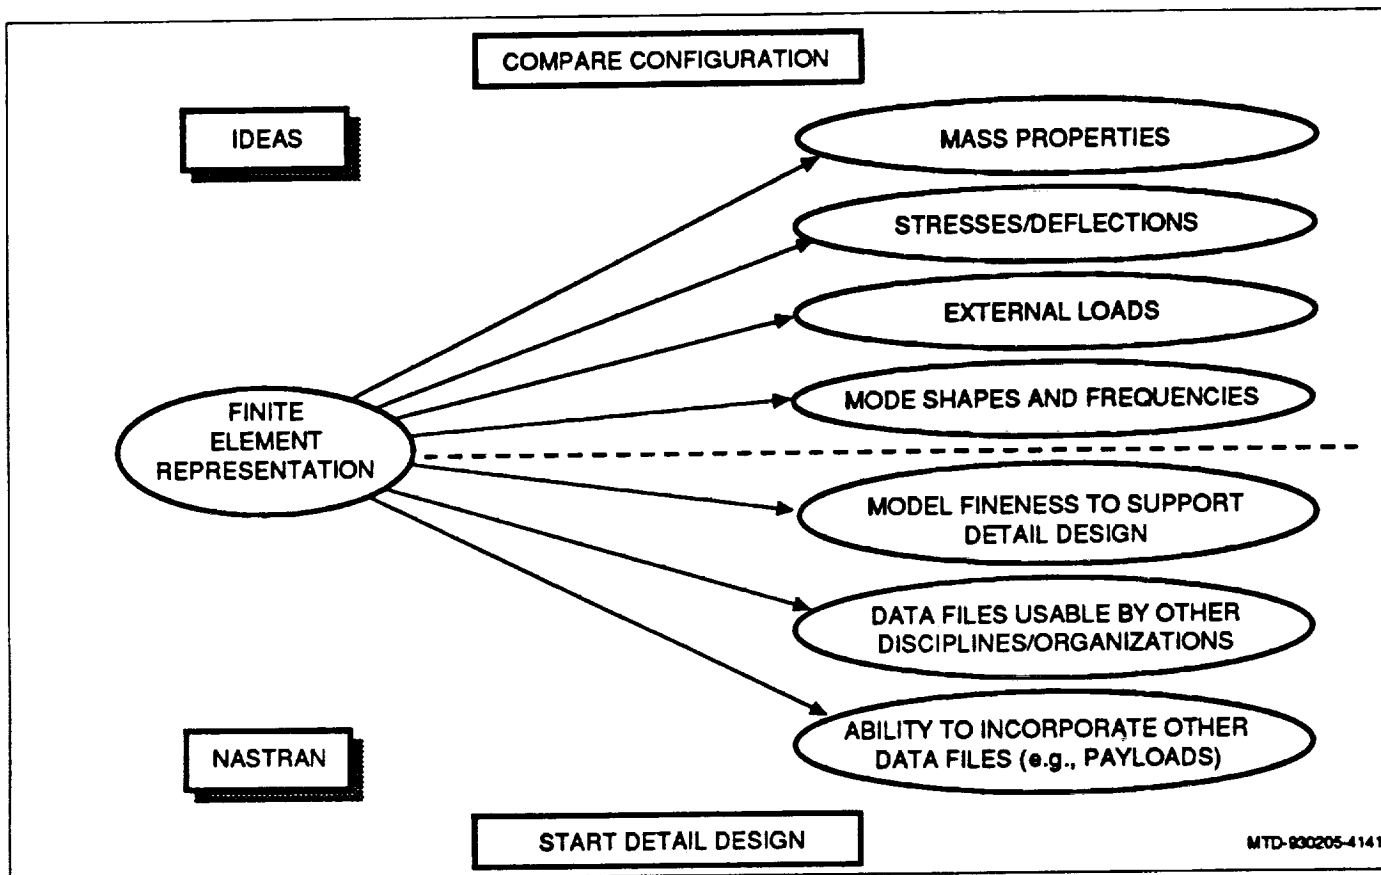 COMPARE CONFIGURATION
IDEAS
MASS PROPERTIES
STRESSES/DEFLECTIONS
EXTERNAL LOADS
MODE SHAPES AND FREQUENCIES
FINITE
ELEMENT
REPRESENTATION
MODEL FINENESS TO SUPPORT
DETAIL DESIGN
DATA FILES USABLE BY OTHER
DISCIPLINES/ORGANIZATIONS
ABILITY TO INCORPORATE OTHER
DATA FILES (e.g., PAYLOADS)
NASTRAN
START DETAIL DESIGN
MTD-930205-4141